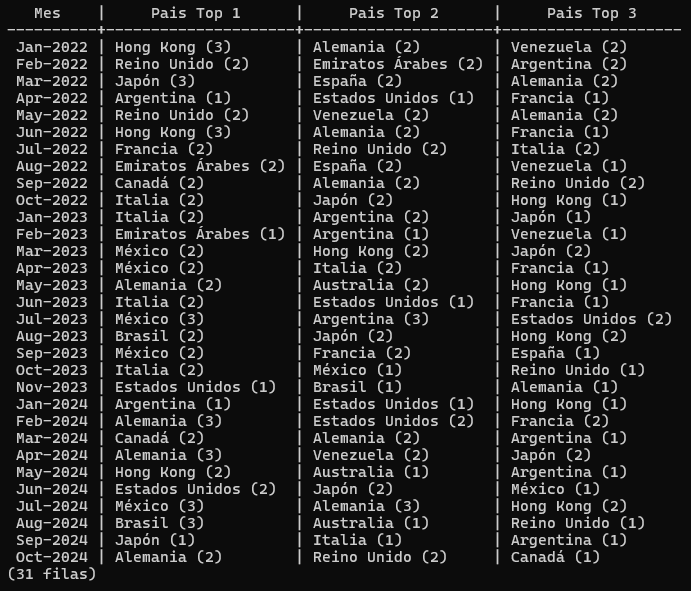 Mes    |     Pais Top 1      |     Pais Top 2      |     Pais Top 3
----------+---------------------+---------------------+--------------------
 Jan-2022 | Hong Kong (3)       | Alemania (2)        | Venezuela (2)
 Feb-2022 | Reino Unido (2)     | Emiratos Árabes (2) | Argentina (2)
 Mar-2022 | Japón (3)           | España (2)          | Alemania (2)
 Apr-2022 | Argentina (1)       | Estados Unidos (1)  | Francia (1)
 May-2022 | Reino Unido (2)     | Venezuela (2)       | Alemania (2)
 Jun-2022 | Hong Kong (3)       | Alemania (2)        | Francia (1)
 Jul-2022 | Francia (2)         | Reino Unido (2)     | Italia (2)
 Aug-2022 | Emiratos Árabes (2) | España (2)          | Venezuela (1)
 Sep-2022 | Canadá (2)          | Alemania (2)        | Reino Unido (2)
 Oct-2022 | Italia (2)          | Japón (2)           | Hong Kong (1)
 Jan-2023 | Italia (2)          | Argentina (2)       | Japón (1)
 Feb-2023 | Emiratos Árabes (1) | Argentina (1)       | Venezuela (1)
 Mar-2023 | México (2)          | Hong Kong (2)       | Japón (2)
 Apr-2023 | México (2)          | Italia (2)          | Francia (1)
 May-2023 | Alemania (2)        | Australia (2)       | Hong Kong (1)
 Jun-2023 | Italia (2)          | Estados Unidos (1)  | Francia (1)
 Jul-2023 | México (3)          | Argentina (3)       | Estados Unidos (2)
 Aug-2023 | Brasil (2)          | Japón (2)           | Hong Kong (2)
 Sep-2023 | México (2)          | Francia (2)         | España (1)
 Oct-2023 | Italia (2)          | México (1)          | Reino Unido (1)
 Nov-2023 | Estados Unidos (1)  | Brasil (1)          | Alemania (1)
 Jan-2024 | Argentina (1)       | Estados Unidos (1)  | Hong Kong (1)
 Feb-2024 | Alemania (3)        | Estados Unidos (2)  | Francia (2)
 Mar-2024 | Canadá (2)          | Alemania (2)        | Argentina (1)
 Apr-2024 | Alemania (3)        | Venezuela (2)       | Japón (2)
 May-2024 | Hong Kong (2)       | Australia (1)       | Argentina (1)
 Jun-2024 | Estados Unidos (2)  | Japón (2)           | México (1)
 Jul-2024 | México (3)          | Alemania (3)        | Hong Kong (2)
 Aug-2024 | Brasil (3)          | Australia (1)       | Reino Unido (1)
 Sep-2024 | Japón (1)           | Italia (1)          | Argentina (1)
 Oct-2024 | Alemania (2)        | Reino Unido (2)     | Canadá (1)
(31 filas)